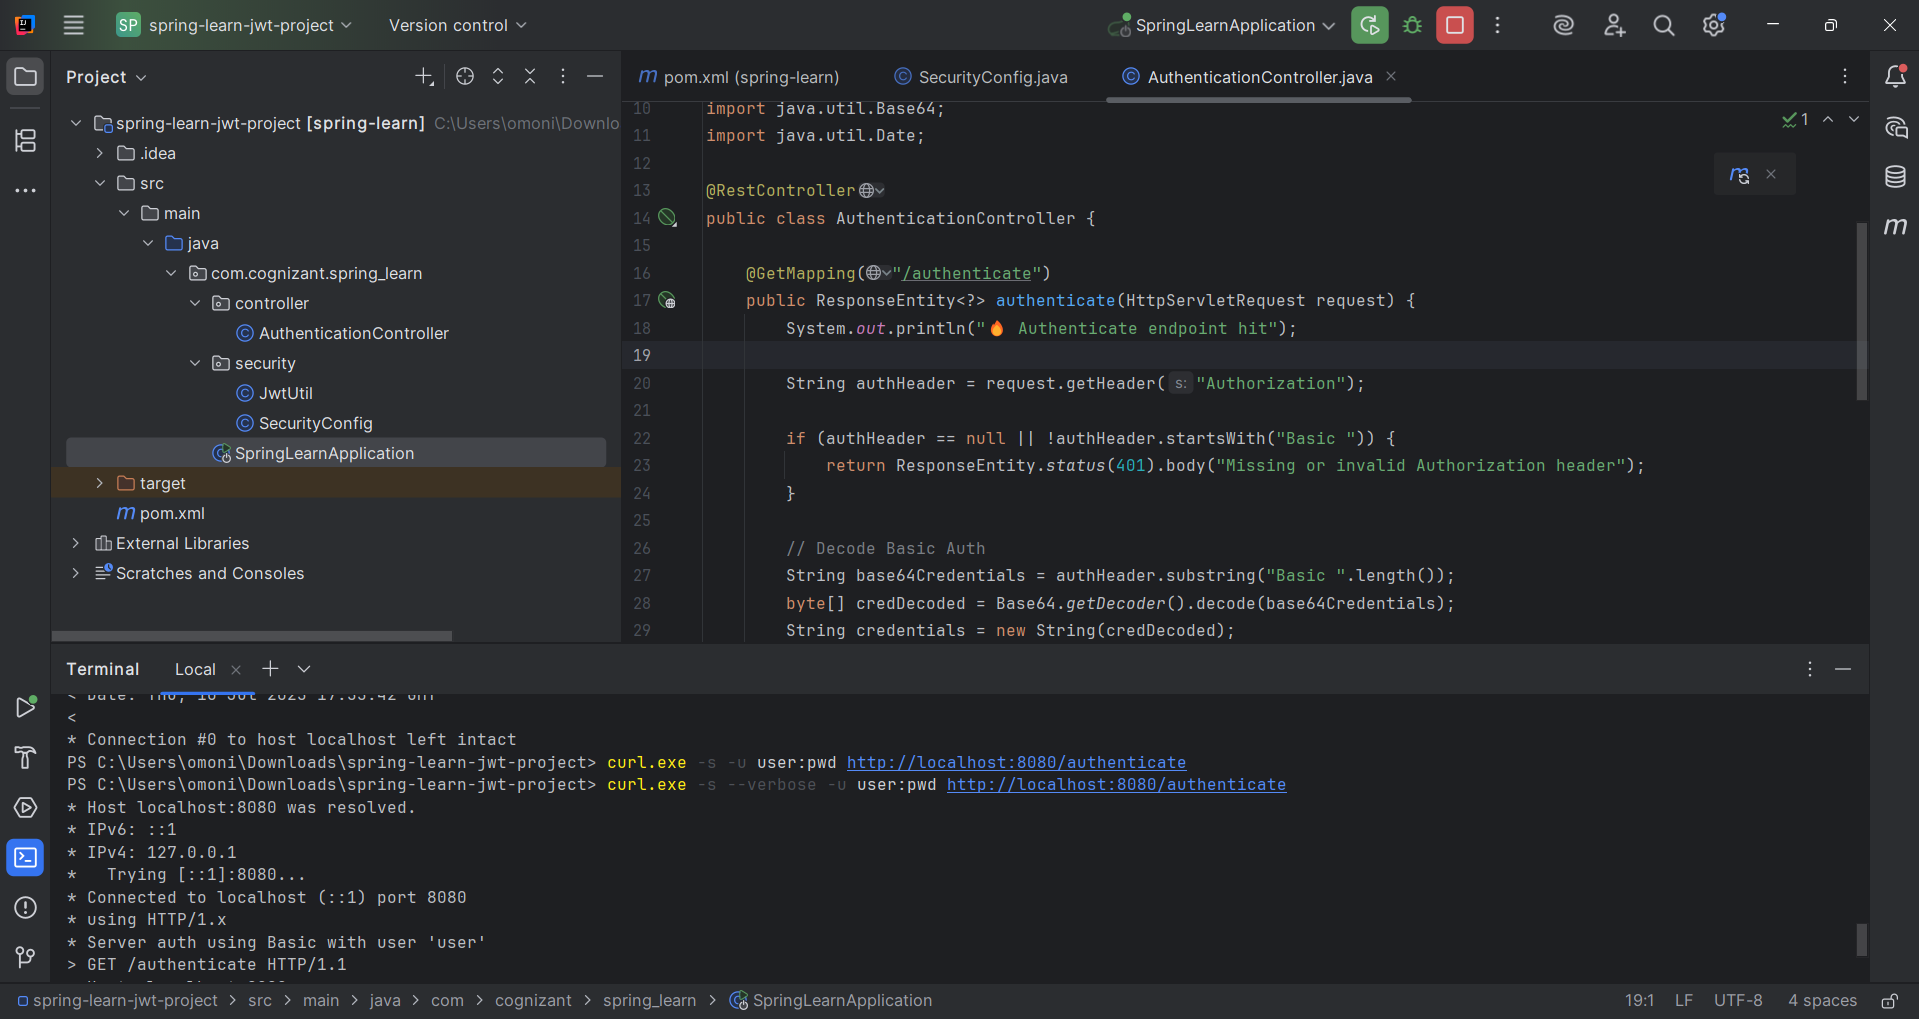 SP spring-learn-jwt-project Version control SpringLearnApplication
Project
spring-learn-jwt-project [spring-learn] C:\Users\omoni\Downlo
.idea
src
main
java
com.cognizant.spring_learn
controller
AuthenticationController
security
JwtUtil
SecurityConfig
SpringLearnApplication
target
pom.xml
External Libraries
Scratches and Consoles
pom.xml (spring-learn) SecurityConfig.java AuthenticationController.java
1
10 import java.util.Base64;
11 import java.util.Date;
12
13 @RestController
14 public class AuthenticationController {
15
16 @GetMapping("/authenticate")
17 public ResponseEntity<?> authenticate(HttpServletRequest request) {
18 System.out.println("🔥 Authenticate endpoint hit");
19
20 String authHeader = request.getHeader( s: "Authorization");
21
22 if (authHeader == null || !authHeader.startsWith("Basic ")) {
23 return ResponseEntity.status(401).body("Missing or invalid Authorization header");
24 }
25
26 // Decode Basic Auth
27 String base64Credentials = authHeader.substring("Basic ".length());
28 byte[] credDecoded = Base64.getDecoder().decode(base64Credentials);
29 String credentials = new String(credDecoded);
Terminal Local
<
* Connection #0 to host localhost left intact
PS C:\Users\omoni\Downloads\spring-learn-jwt-project> curl.exe -s -u user:pwd http://localhost:8080/authenticate
PS C:\Users\omoni\Downloads\spring-learn-jwt-project> curl.exe -s --verbose -u user:pwd http://localhost:8080/authenticate
* Host localhost:8080 was resolved.
* IPv6: ::1
* IPv4: 127.0.0.1
*   Trying [::1]:8080...
* Connected to localhost (::1) port 8080
* using HTTP/1.x
* Server auth using Basic with user 'user'
> GET /authenticate HTTP/1.1
spring-learn-jwt-project > src > main > java > com > cognizant > spring_learn > SpringLearnApplication 19:1 LF UTF-8 4 spaces